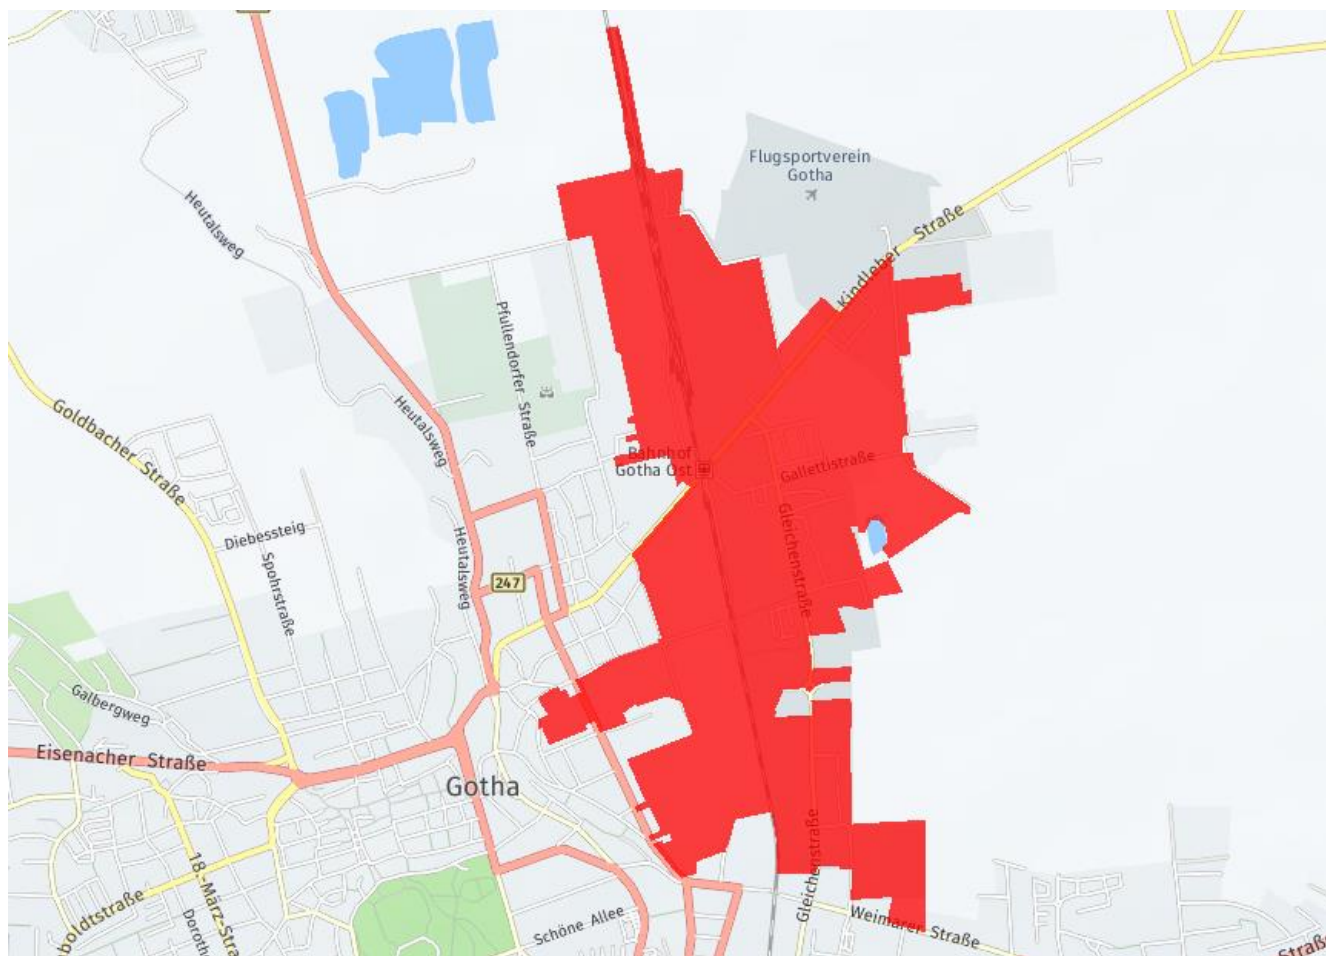 Flugsportverein
Gotha
Heutalsweg
Kindleber Straße
Pfullendorfer Straße
Heutalsweg
Goldbacher Straße
Bahnhof
Gotha Ost
Gallettistraße
Diebessteig
Heutalsweg
Spohrstraße
247
Gleichenstraße
Galbergweg
Eisenacher Straße
Gotha
Gleichenstraße
18.-März-Stra
boldtstraße
Doroth
Schöne Allee
Weimarer Straße
Straß